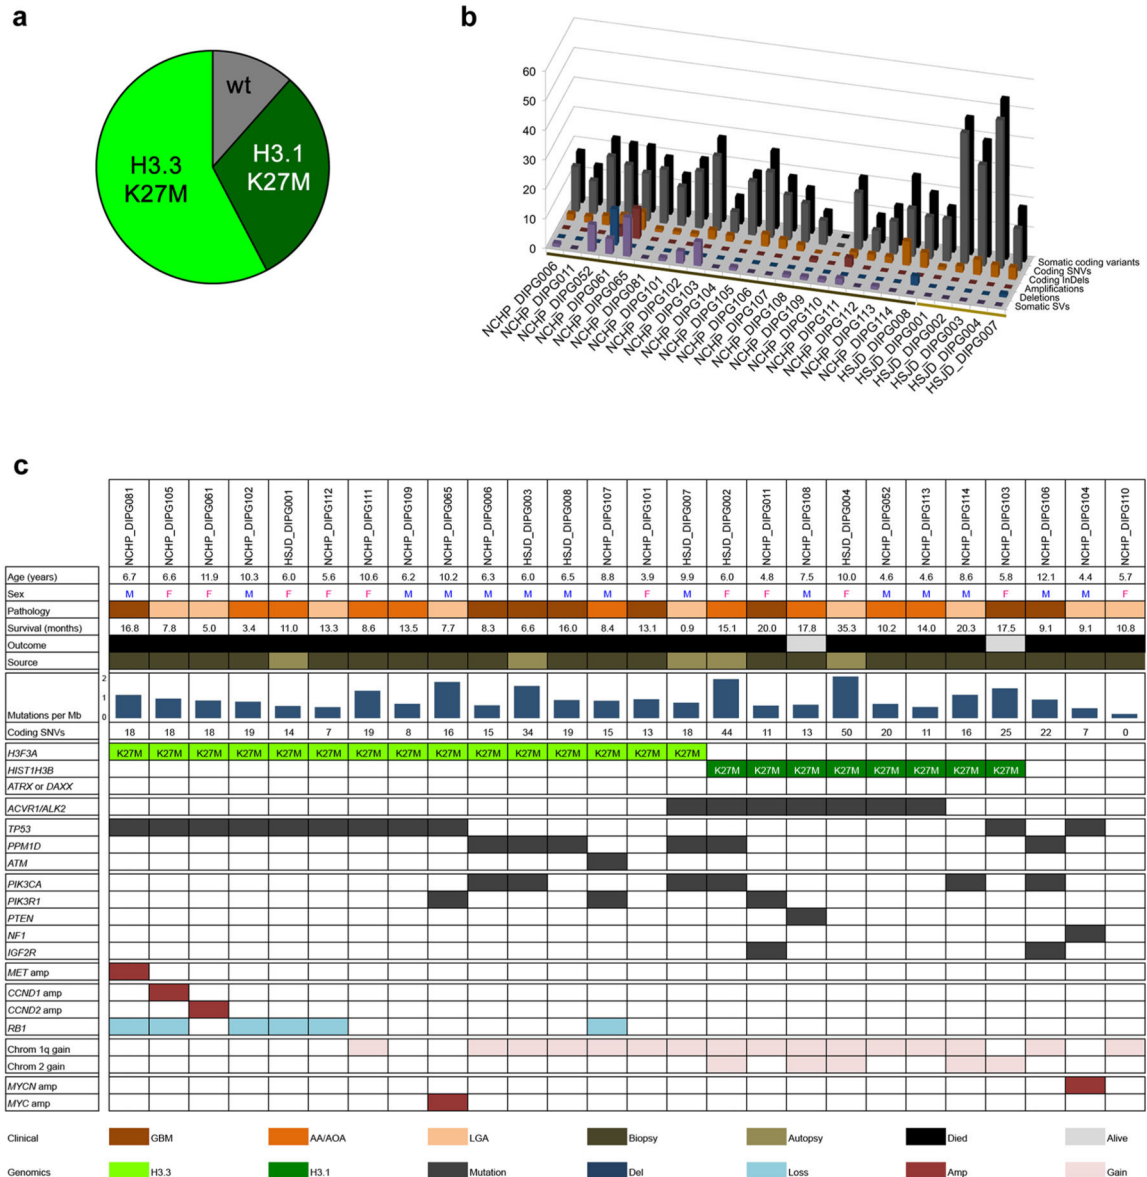 a
b
wt
H3.3
K27M
H3.1
K27M
60
50
40
30
20
10
0
Somatic coding variants
Coding SNVs
Coding InDels
Amplifications
Deletions
Somatic SVs
NCHP_DIPG006
NCHP_DIPG011
NCHP_DIPG052
NCHP_DIPG061
NCHP_DIPG065
NCHP_DIPG081
NCHP_DIPG101
NCHP_DIPG102
NCHP_DIPG103
NCHP_DIPG104
NCHP_DIPG105
NCHP_DIPG106
NCHP_DIPG107
NCHP_DIPG108
NCHP_DIPG109
NCHP_DIPG110
NCHP_DIPG111
NCHP_DIPG112
NCHP_DIPG113
NCHP_DIPG114
HSJD_DIPG008
HSJD_DIPG001
HSJD_DIPG002
HSJD_DIPG003
HSJD_DIPG004
HSJD_DIPG007
c
NCHP_DIPG081 NCHP_DIPG105 NCHP_DIPG061 NCHP_DIPG102 HSJD_DIPG001 NCHP_DIPG112 NCHP_DIPG111 NCHP_DIPG109 NCHP_DIPG065 NCHP_DIPG006 HSJD_DIPG003 HSJD_DIPG008 NCHP_DIPG107 NCHP_DIPG101 HSJD_DIPG007 HSJD_DIPG002 NCHP_DIPG011 NCHP_DIPG108 HSJD_DIPG004 NCHP_DIPG052 NCHP_DIPG113 NCHP_DIPG114 NCHP_DIPG103 NCHP_DIPG106 NCHP_DIPG104 NCHP_DIPG110
Age (years) 6.7 6.6 11.9 10.3 6.0 5.6 10.6 6.2 10.2 6.3 6.0 6.5 8.8 3.9 9.9 6.0 4.8 7.5 10.0 4.6 4.6 8.6 5.8 12.1 4.4 5.7
Sex M F F M F F F M M M M M M F M F F M F M M M F M M F
Pathology
Survival (months) 16.8 7.8 5.0 3.4 11.0 13.3 8.6 13.5 7.7 8.3 6.6 16.0 8.4 13.1 0.9 15.1 20.0 17.8 35.3 10.2 14.0 20.3 17.5 9.1 9.1 10.8
Outcome
Source
2
1
Mutations per Mb 0
Coding SNVs 18 18 18 19 14 7 19 8 16 15 34 19 15 13 18 44 11 13 50 20 11 16 25 22 7 0
H3F3A K27M K27M K27M K27M K27M K27M K27M K27M K27M K27M K27M K27M K27M K27M K27M
HIST1H3B K27M K27M K27M K27M K27M K27M K27M K27M
ATRX or DAXX
ACVR1/ALK2
TP53
PPM1D
ATM
PIK3CA
PIK3R1
PTEN
NF1
IGF2R
MET amp
CCND1 amp
CCND2 amp
RB1
Chrom 1q gain
Chrom 2 gain
MYCN amp
MYC amp
Clinical GBM AA/AOA LGA Biopsy Autopsy Died Alive
Genomics H3.3 H3.1 Mutation Del Loss Amp Gain